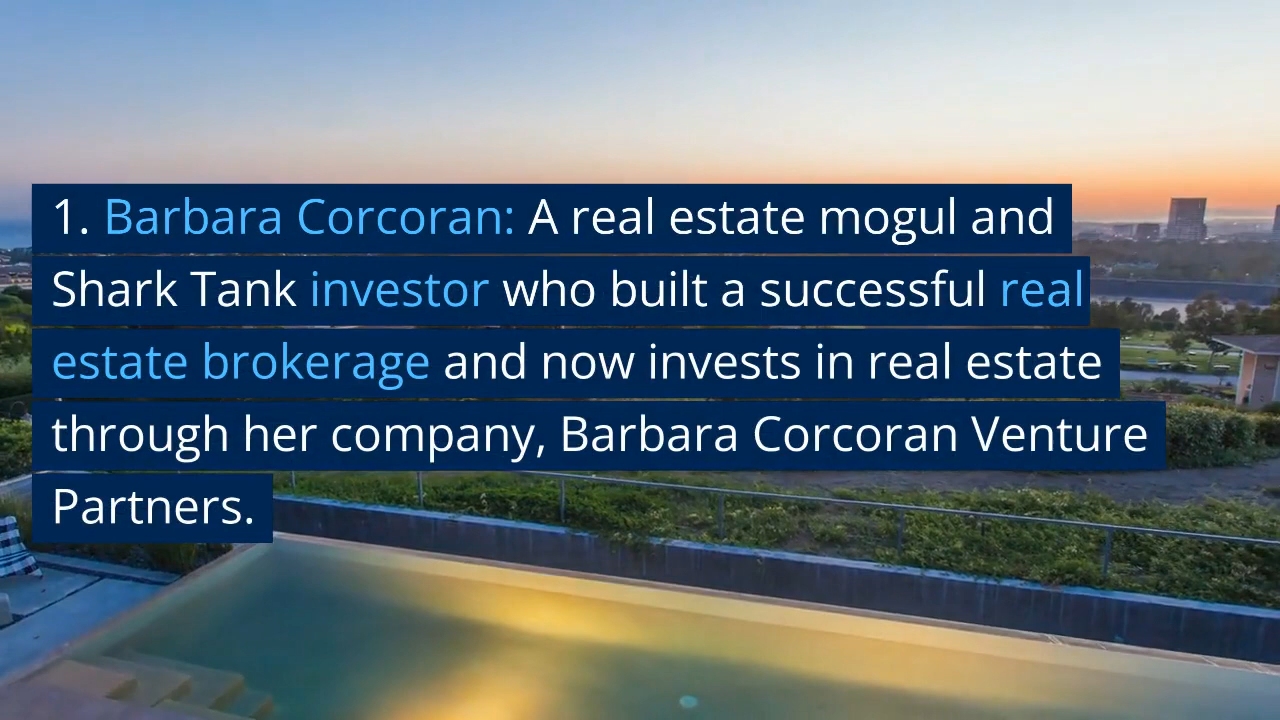 1. Barbara Corcoran: A real estate mogul and
Shark Tank investor who built a successful real
estate brokerage and now invests in real estate
through her company, Barbara Corcoran Venture
Partners.